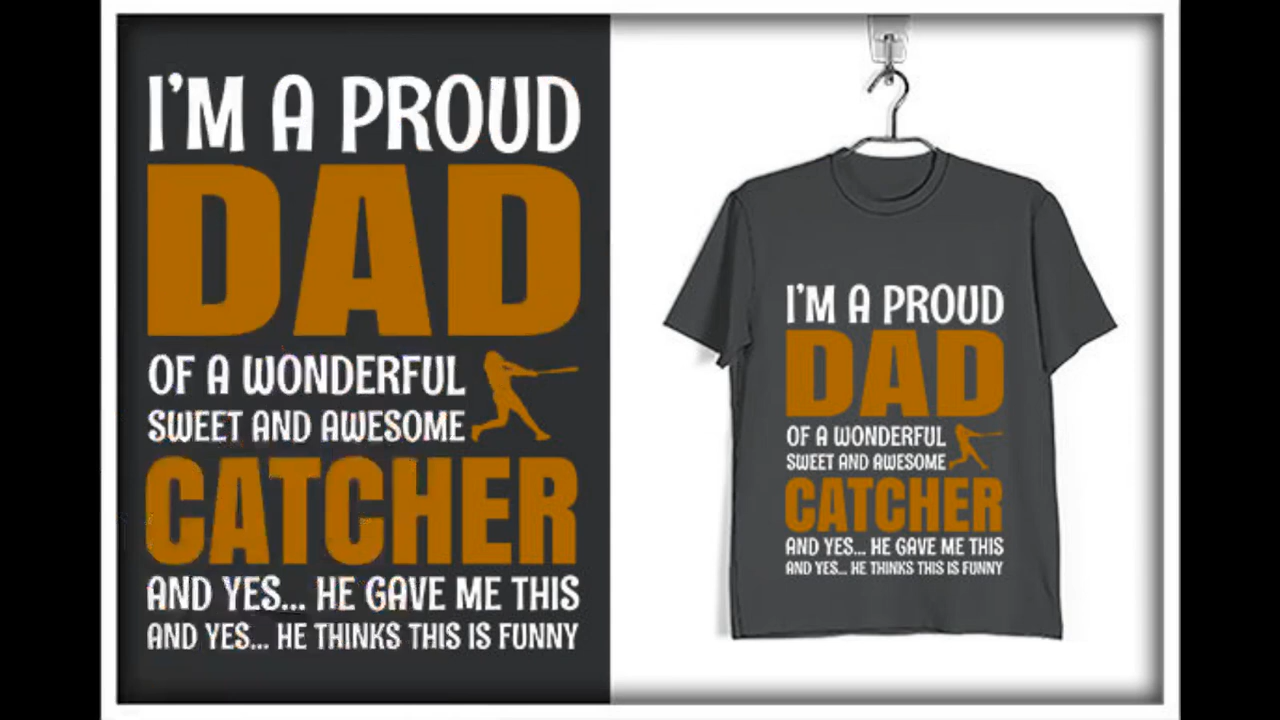 I'M A PROUD
DAD
OF A WONDERFUL
SWEET AND AWESOME
CATCHER
AND YES... HE GAVE ME THIS
AND YES... HE THINKS THIS IS FUNNY
I'M A PROUD
DAD
OF A WONDERFUL
SWEET AND AWESOME
CATCHER
AND YES... HE GAVE ME THIS
AND YES... HE THINKS THIS IS FUNNY